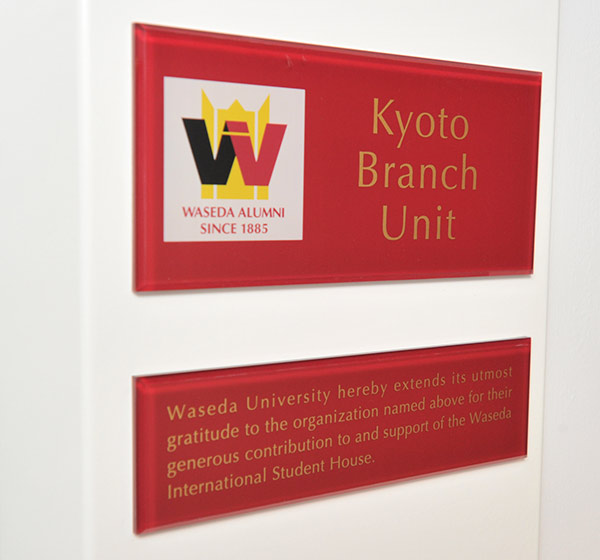 WASEDA ALUMNI
SINCE 1885
Kyoto
Branch
Unit
Waseda University hereby extends its utmost
gratitude to the organization named above for their
generous contribution to and support of the Waseda
International Student House.